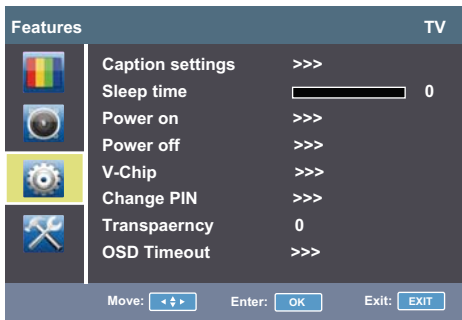 Features TV
Caption settings >>>
Sleep time 0
Power on >>>
Power off >>>
V-Chip >>>
Change PIN >>>
Transpaerncy 0
OSD Timeout >>>
Move: Enter: OK Exit: EXIT